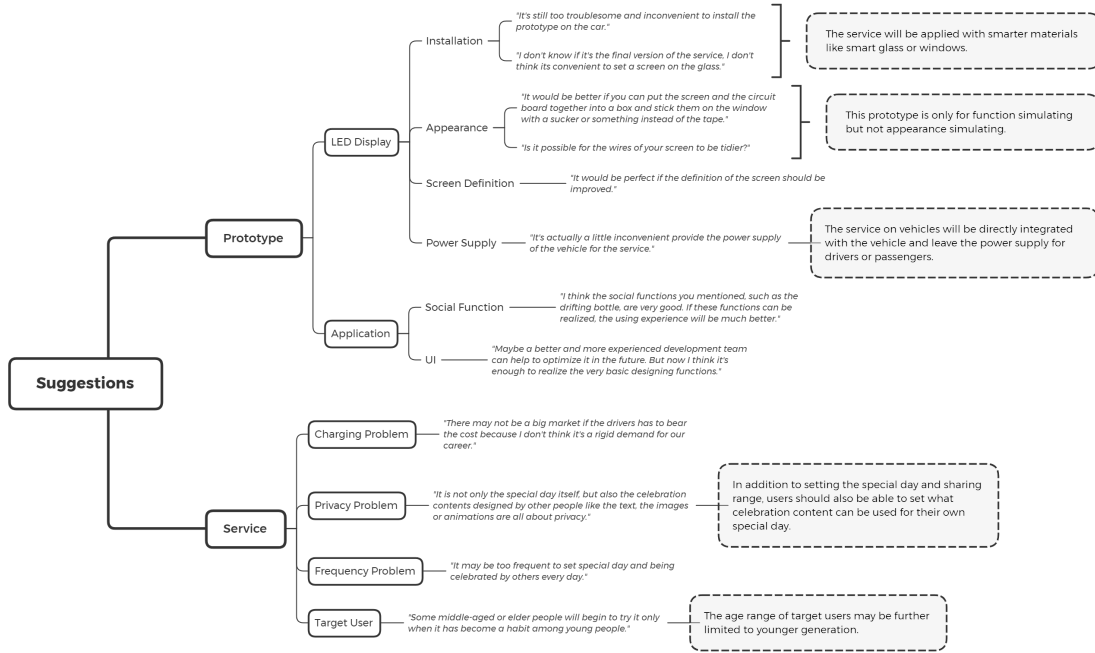 Suggestions
Prototype
LED Display
Installation
"It's still too troublesome and inconvenient to install the
prototype on the car."
"I don't know if it's the final version of the service, I don't
think its convenient to set a screen on the glass."
The service will be applied with smarter materials
like smart glass or windows.
Appearance
"It would be better if you can put the screen and the circuit
board together into a box and stick them on the window
with a sucker or something instead of the tape."
"Is it possible for the wires of your screen to be tidier?"
This prototype is only for function simulating
but not appearance simulating.
Screen Definition
"It would be perfect if the definition of the screen should be
improved."
Power Supply
"It's actually a little inconvenient provide the power supply
of the vehicle for the service."
The service on vehicles will be directly integrated
with the vehicle and leave the power supply for
drivers or passengers.
Application
Social Function
"I think the social functions you mentioned, such as the
drifting bottle, are very good. If these functions can be
realized, the using experience will be much better."
UI
"Maybe a better and more experienced development team
can help to optimize it in the future. But now I think it's
enough to realize the very basic designing functions."
Service
Charging Problem
"There may not be a big market if the drivers has to bear
the cost because I don't think it's a rigid demand for our
career."
Privacy Problem
"It is not only the special day itself, but also the celebration
contents designed by other people like the text, the images
or animations are all about privacy."
In addition to setting the special day and sharing
range, users should also be able to set what
celebration content can be used for their own
special day.
Frequency Problem
"It may be too frequent to set special day and being
celebrated by others every day."
Target User
"Some middle-aged or elder people will begin to try it only
when it has become a habit among young people."
The age range of target users may be further
limited to younger generation.